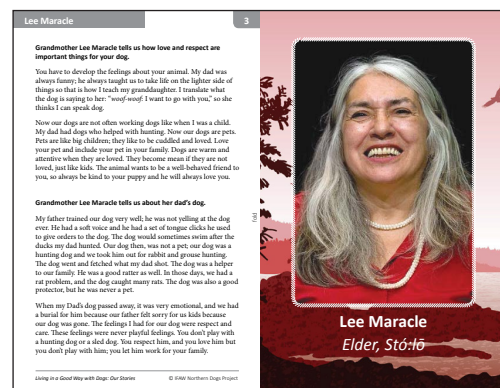 Lee Maracle
3
Grandmother Lee Maracle tells us how love and respect are
important things for your dog.
You have to develop the feelings about your animal. My dad was
always funny; he always taught us to take life on the lighter side of
things so that is how I teach my granddaughter. I translate what
the dog is saying to her: "woof-woof: I want to go with you," so she
thinks I can speak dog.
Now our dogs are not often working dogs like when I was a child.
My dad had dogs who helped with hunting. Now our dogs are pets.
Pets are like big children; they like to be cuddled and loved. Love
your pet and include your pet in your family. Dogs are warm and
attentive when they are loved. They become mean if they are not
loved, just like kids. The animal wants to be a well-behaved friend to
you, so always be kind to your puppy and he will always love you.
Grandmother Lee Maracle tells us about her dad's dog.
My father trained our dog very well; he was not yelling at the dog
ever. He had a soft voice and he had a set of tongue clicks he used
to give orders to the dog. The dog would sometimes swim after the
ducks my dad hunted. Our dog then, was not a pet; our dog was a
hunting dog and we took him out for rabbit and grouse hunting.
The dog went and fetched what my dad shot. The dog was a helper
to our family. He was a good ratter as well. In those days, we had a
rat problem, and the dog caught many rats. The dog was also a good
protector, but he was never a pet.
When my Dad's dog passed away, it was very emotional, and we had
a burial for him because our father felt sorry for us kids because
our dog was gone. The feelings I had for our dog were respect and
care. These feelings were never playful feelings. You don't play with
a hunting dog or a sled dog. You respect him, and you love him but
you don't play with him; you let him work for your family.
Living in a Good Way with Dogs: Our Stories
© IFAW Northern Dogs Project
fold
Lee Maracle
Elder, Stó:lō